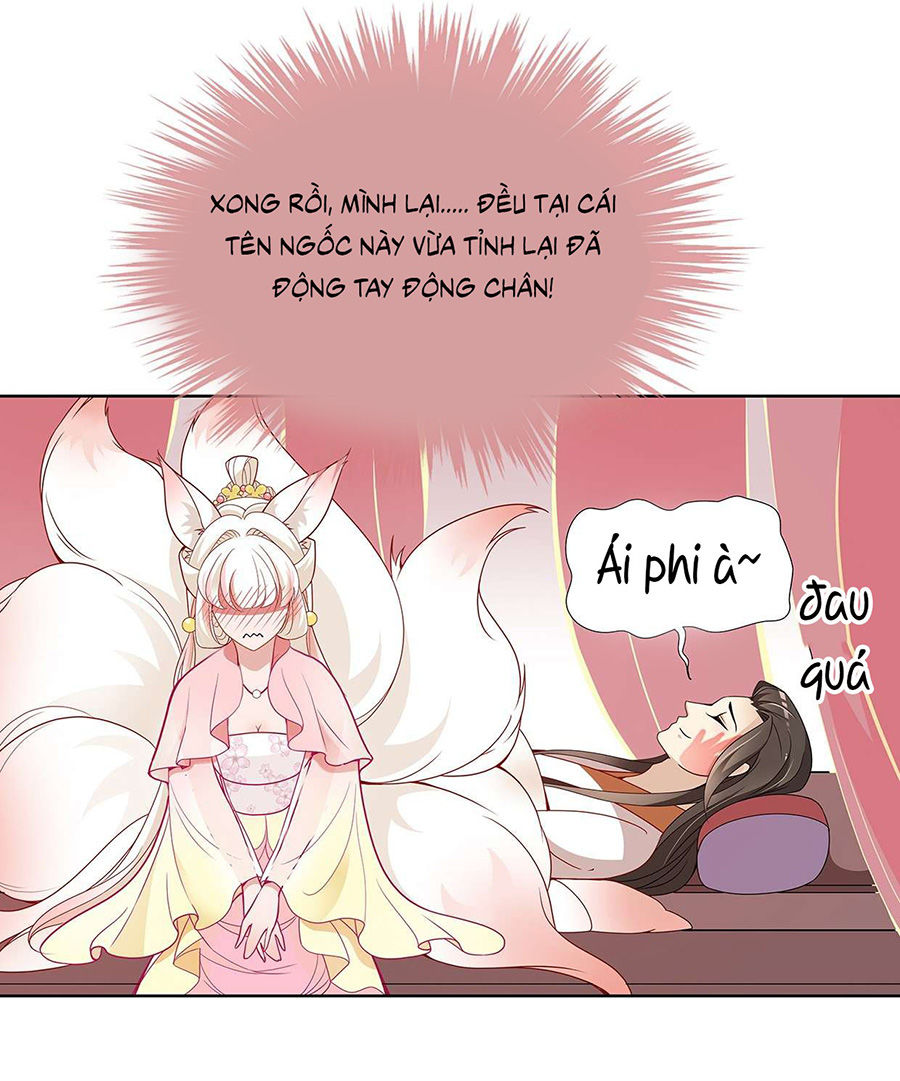 XONG RỒI, MÌNH LẠI..... ĐỀU TẠI CÁI
TÊN NGỐC NÀY VỪA TỈNH LẠI ĐÃ
ĐỘNG TAY ĐỘNG CHÂN!
Ái phi à~
đau
quá